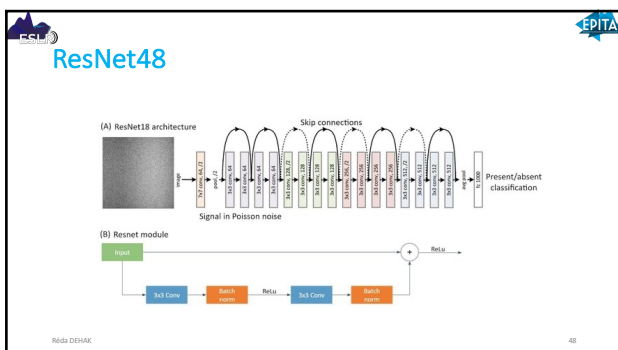 ESLR
EPITA
ResNet48
(A) ResNet18 architecture
Skip connections
image
7x7 conv, 64, /2
pool, /2
3x3 conv, 64
3x3 conv, 64
3x3 conv, 64
3x3 conv, 64
3x3 conv, 128, /2
3x3 conv, 128
3x3 conv, 128
3x3 conv, 128
3x3 conv, 256, /2
3x3 conv, 256
3x3 conv, 256
3x3 conv, 256
3x3 conv, 512, /2
3x3 conv, 512
3x3 conv, 512
3x3 conv, 512
avg pool
fc 1000
Present/absent
classification
Signal in Poisson noise
(B) Resnet module
Input
+
ReLu
3x3 Conv
Batch
norm
ReLu
3x3 Conv
Batch
norm
Réda DEHAK
48